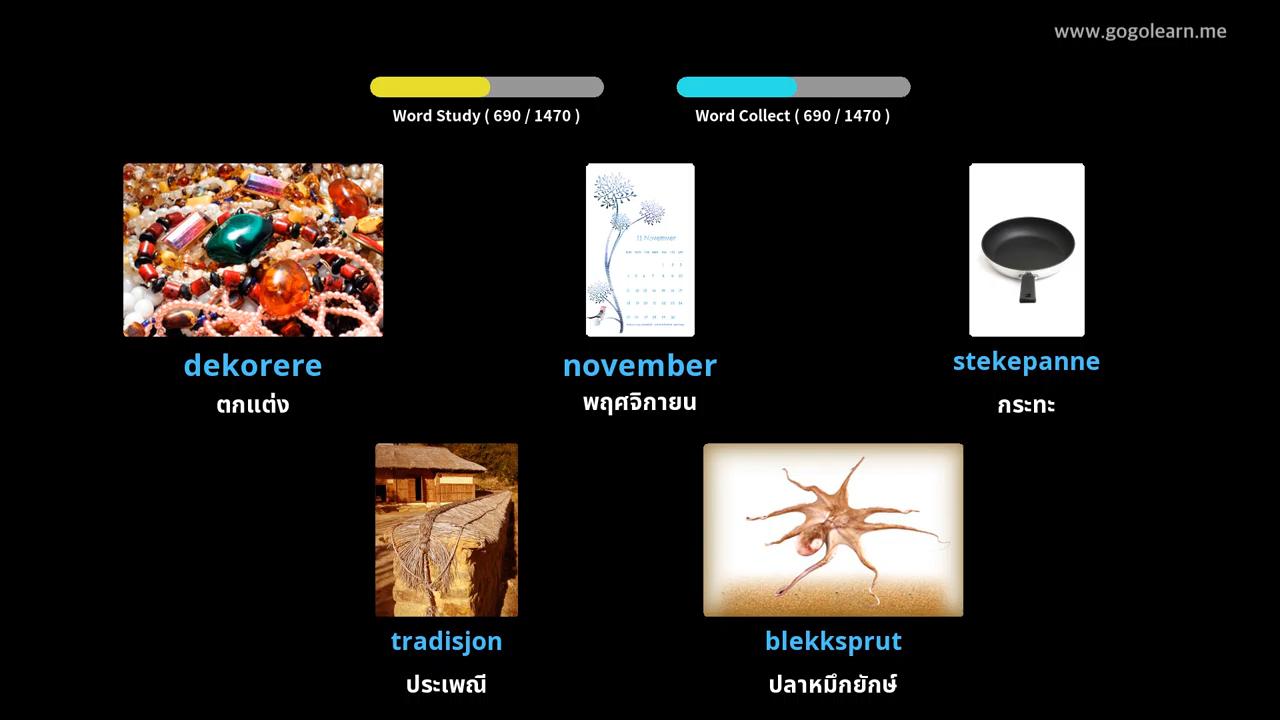 www.gogolearn.me
Word Study ( 690 / 1470 )
Word Collect ( 690 / 1470 )
11 November
dekorere
november
stekepanne
ตกแต่ง
พฤศจิกายน
กระทะ
tradisjon
blekksprut
ประเพณี
ปลาหมึกยักษ์